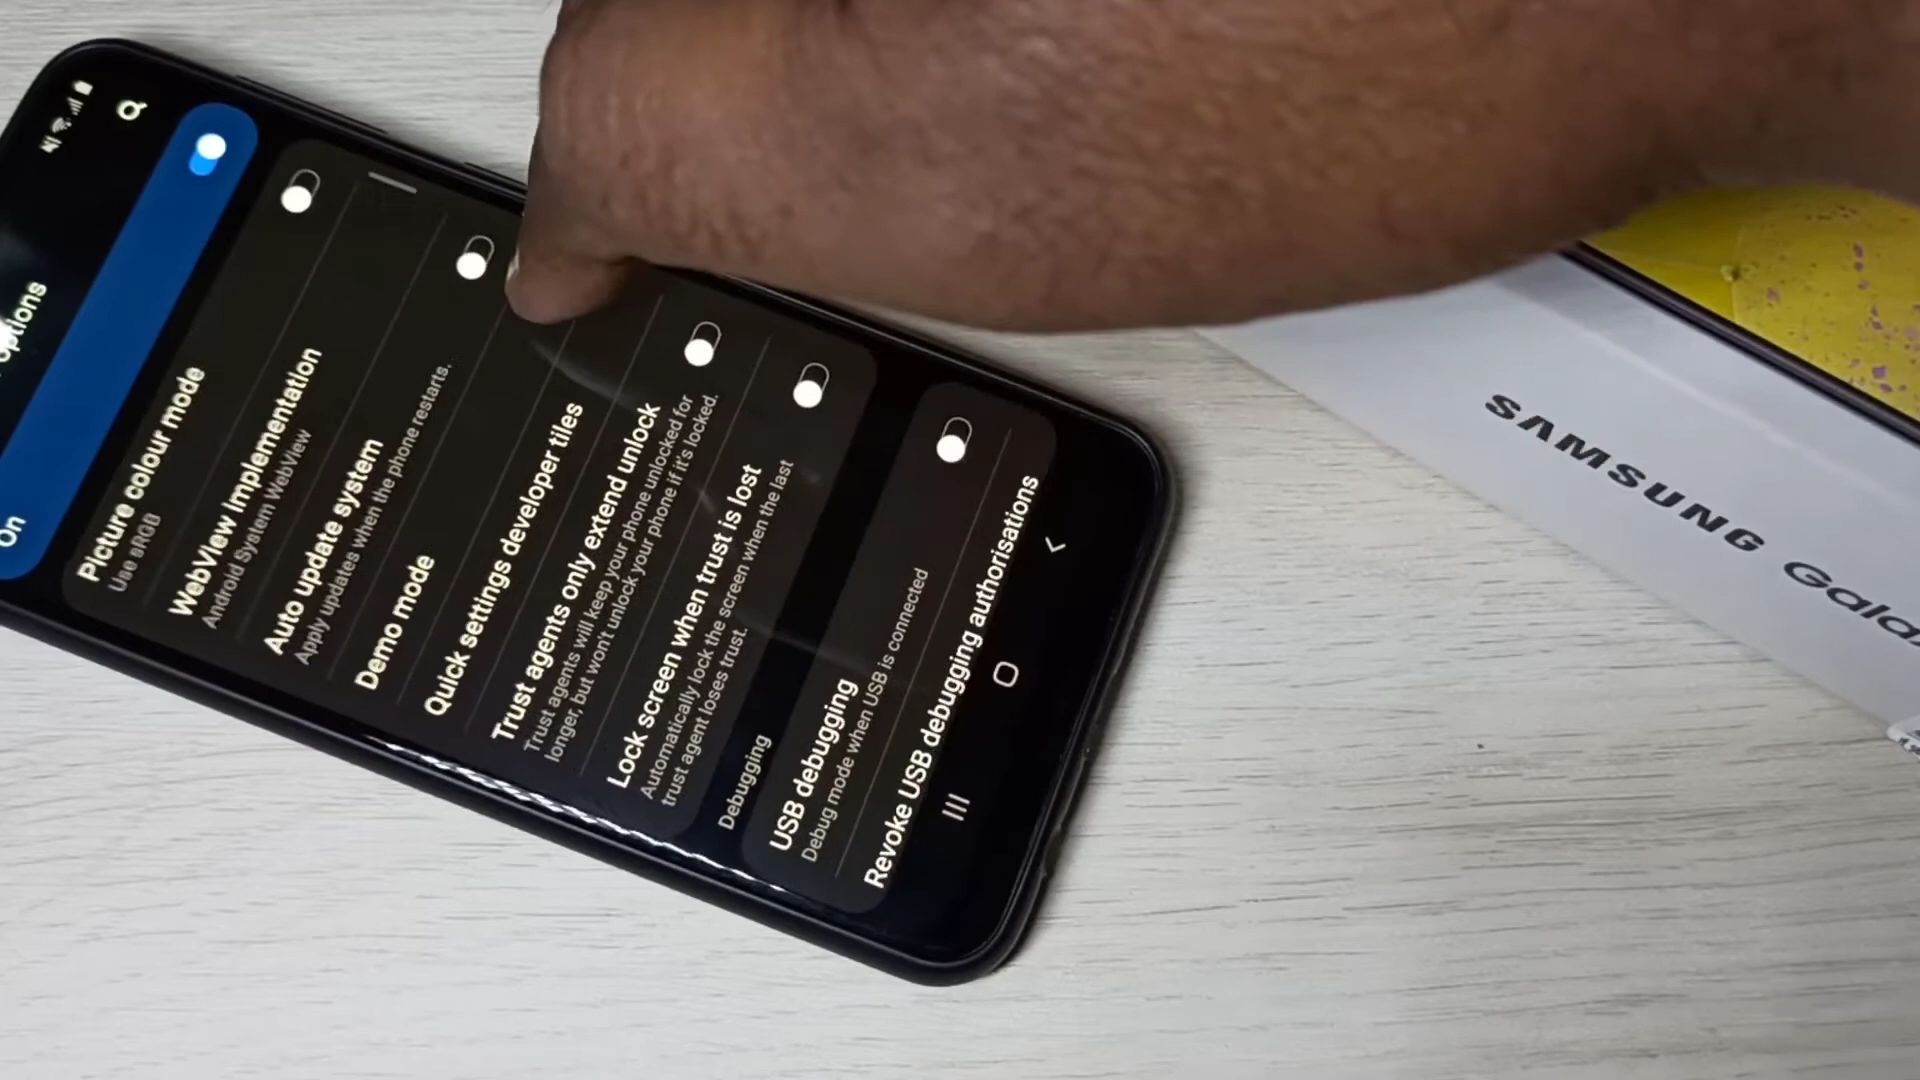 options
On
Picture colour mode
Use sRGB
WebView implementation
Android System WebView
Auto update system
Apply updates when the phone restarts.
Demo mode
Quick settings developer tiles
Trust agents only extend unlock
Trust agents will keep your phone unlocked for
longer, but won't unlock your phone if it's locked.
Lock screen when trust is lost
Automatically lock the screen when the last
trust agent loses trust.
Debugging
USB debugging
Debug mode when USB is connected
Revoke USB debugging authorisations
SAMSUNG Gala